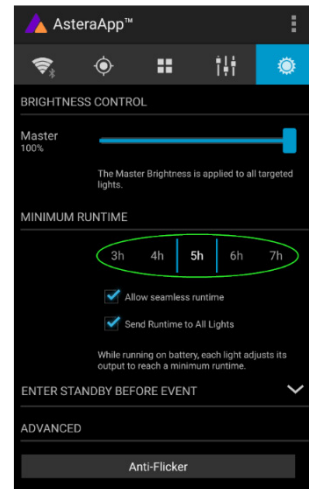 AsteraApp™
BRIGHTNESS CONTROL
Master
100%
The Master Brightness is applied to all targeted
lights.
MINIMUM RUNTIME
3h 4h 5h 6h 7h
Allow seamless runtime
Send Runtime to All Lights
While running on battery, each light adjusts its
output to reach a minimum runtime.
ENTER STANDBY BEFORE EVENT
ADVANCED
Anti-Flicker